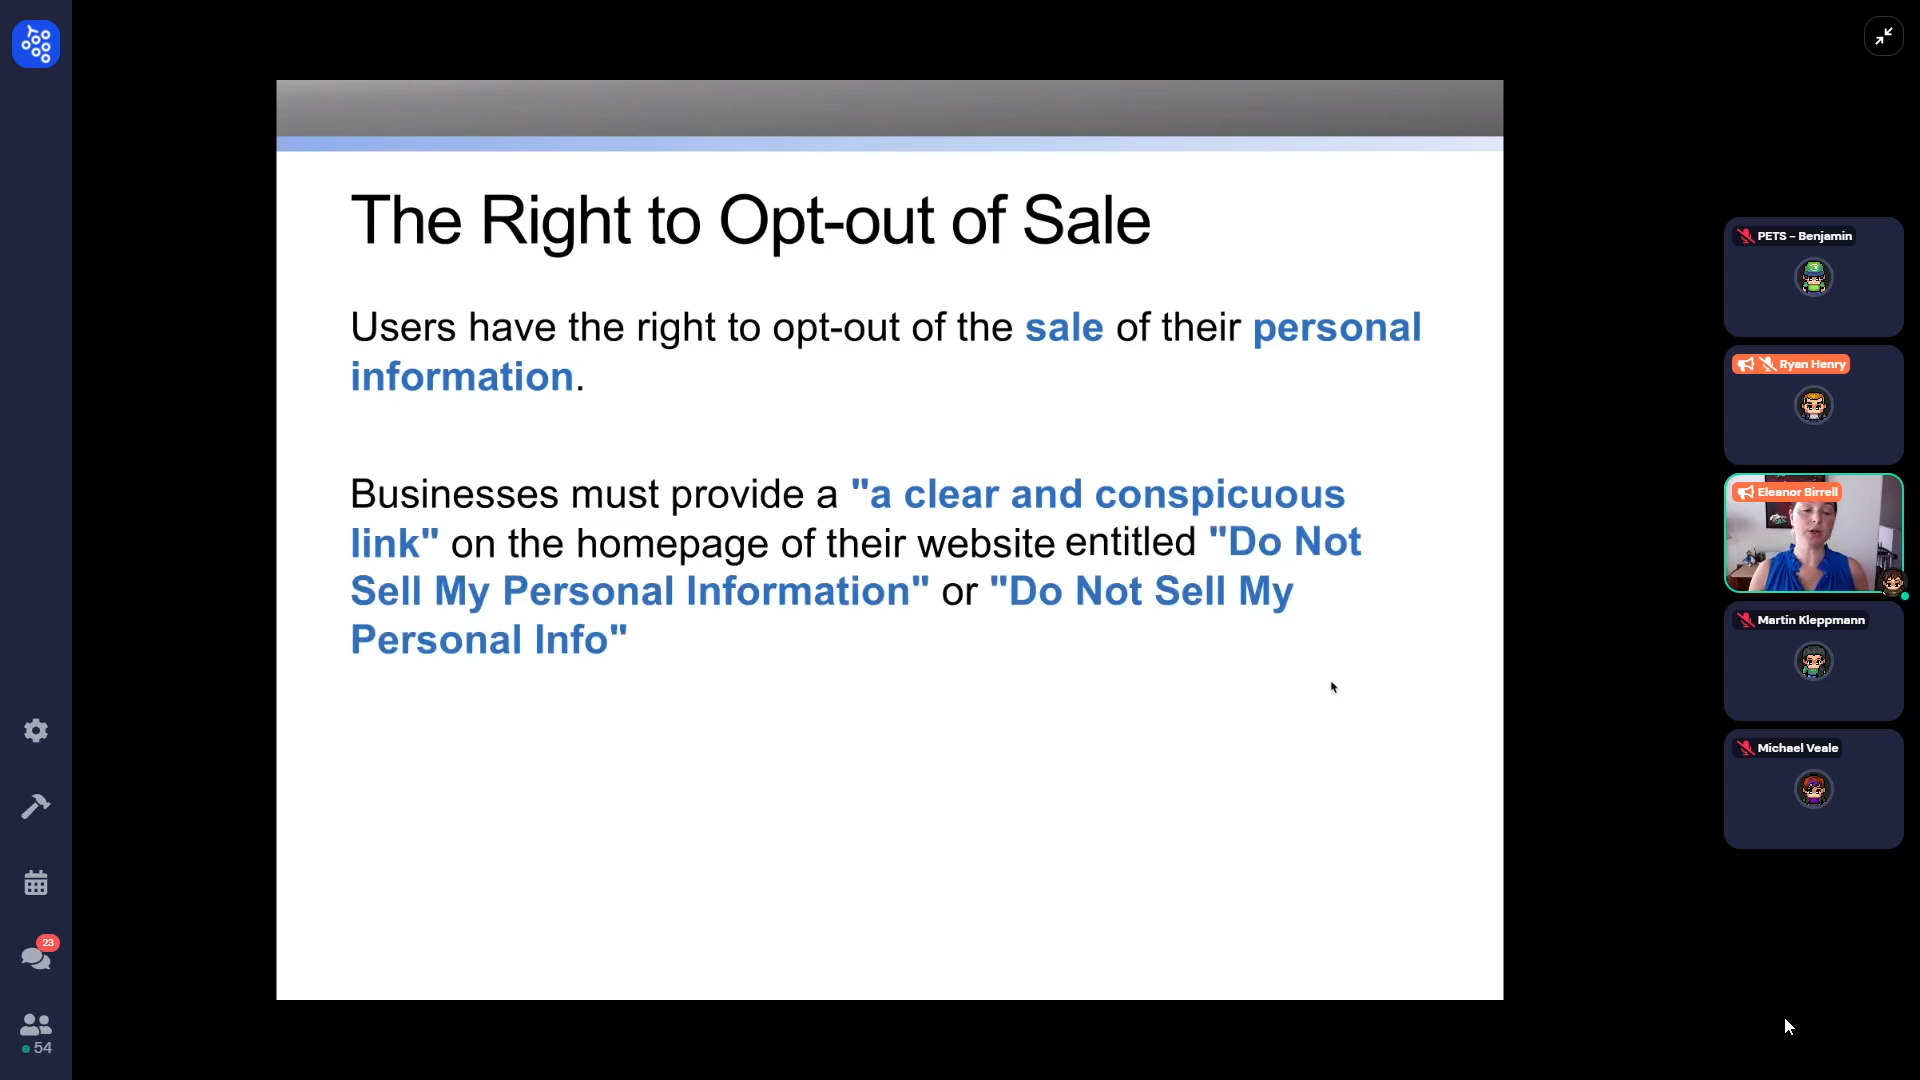 The Right to Opt-out of Sale
Users have the right to opt-out of the sale of their personal
information.
Businesses must provide a "a clear and conspicuous
link" on the homepage of their website entitled "Do Not
Sell My Personal Information" or "Do Not Sell My
Personal Info"
PETS – Benjamin
Ryan Henry
Eleanor Birrell
Martin Kleppmann
Michael Veale
23
54